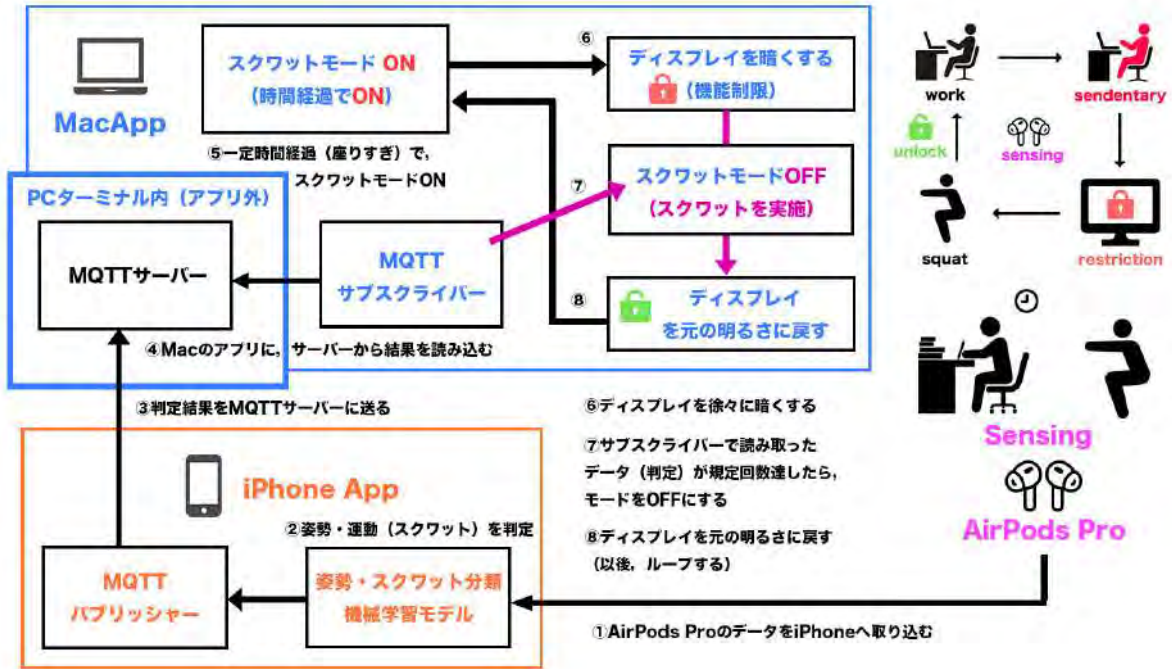 MacApp
スクワットモード ON
(時間経過でON)
⑤一定時間経過（座りすぎ）で,
スクワットモードON
⑥
ディスプレイを暗くする
（機能制限）
⑦
スクワットモードOFF
（スクワットを実施）
⑧
ディスプレイ
を元の明るさに戻す
PCターミナル内（アプリ外）
MQTTサーバー
MQTT
サブスクライバー
④Macのアプリに, サーバーから結果を読み込む
③判定結果をMQTTサーバーに送る
iPhone App
②姿勢・運動（スクワット）を判定
MQTT
パブリッシャー
姿勢・スクワット分類
機械学習モデル
①AirPods ProのデータをiPhoneへ取り込む
⑥ディスプレイを徐々に暗くする
⑦サブスクライバーで読み取った
データ（判定）が規定回数達したら,
モードをOFFにする
⑧ディスプレイを元の明るさに戻す
（以後, ループする）
work
sendentary
unlock
sensing
squat
restriction
Sensing
AirPods Pro